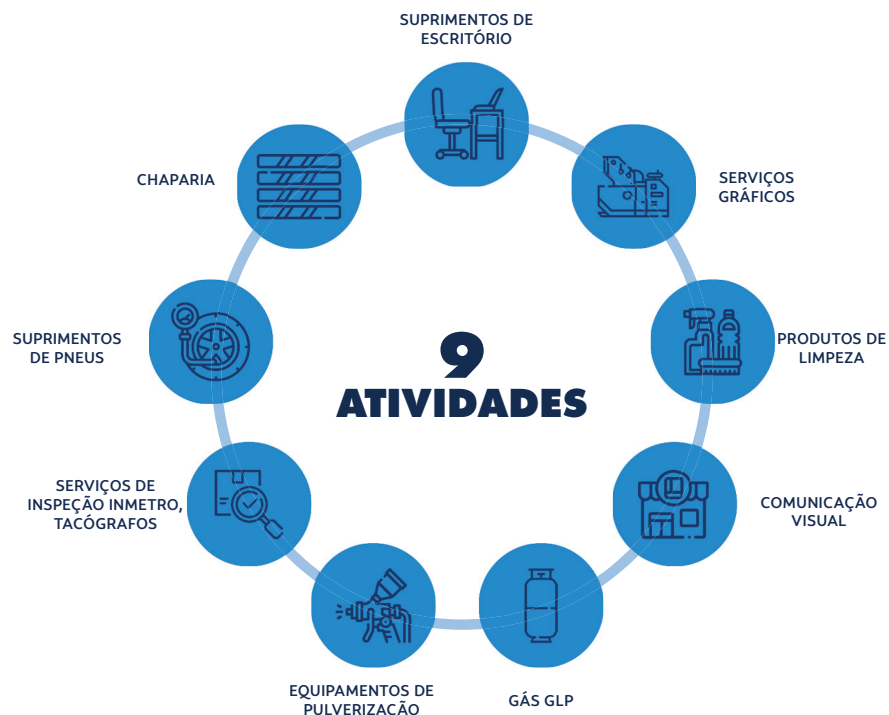 SUPRIMENTOS DE
ESCRITÓRIO
SERVIÇOS
GRÁFICOS
PRODUTOS DE
LIMPEZA
COMUNICAÇÃO
VISUAL
GÁS GLP
EQUIPAMENTOS DE
PULVERIZAÇÃO
SERVIÇOS DE
INSPEÇÃO INMETRO,
TACÓGRAFOS
SUPRIMENTOS
DE PNEUS
CHAPARIA
9
ATIVIDADES